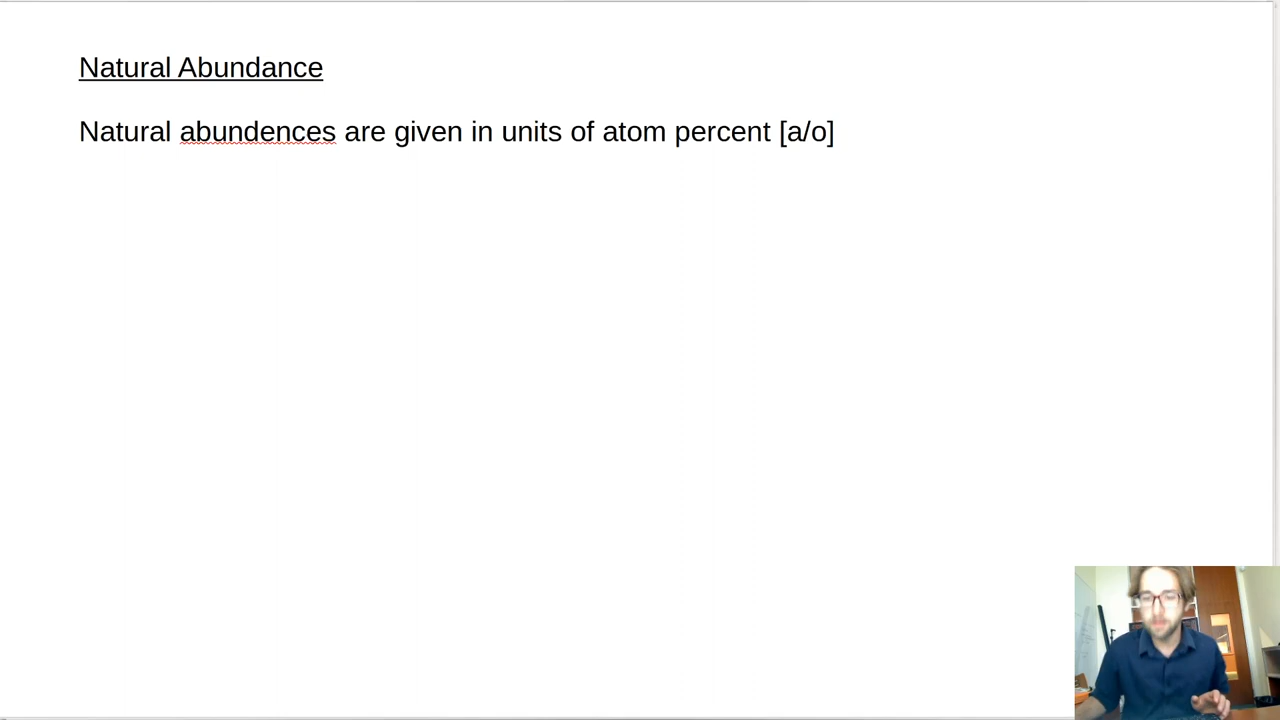 Natural Abundance
Natural abundences are given in units of atom percent [a/o]